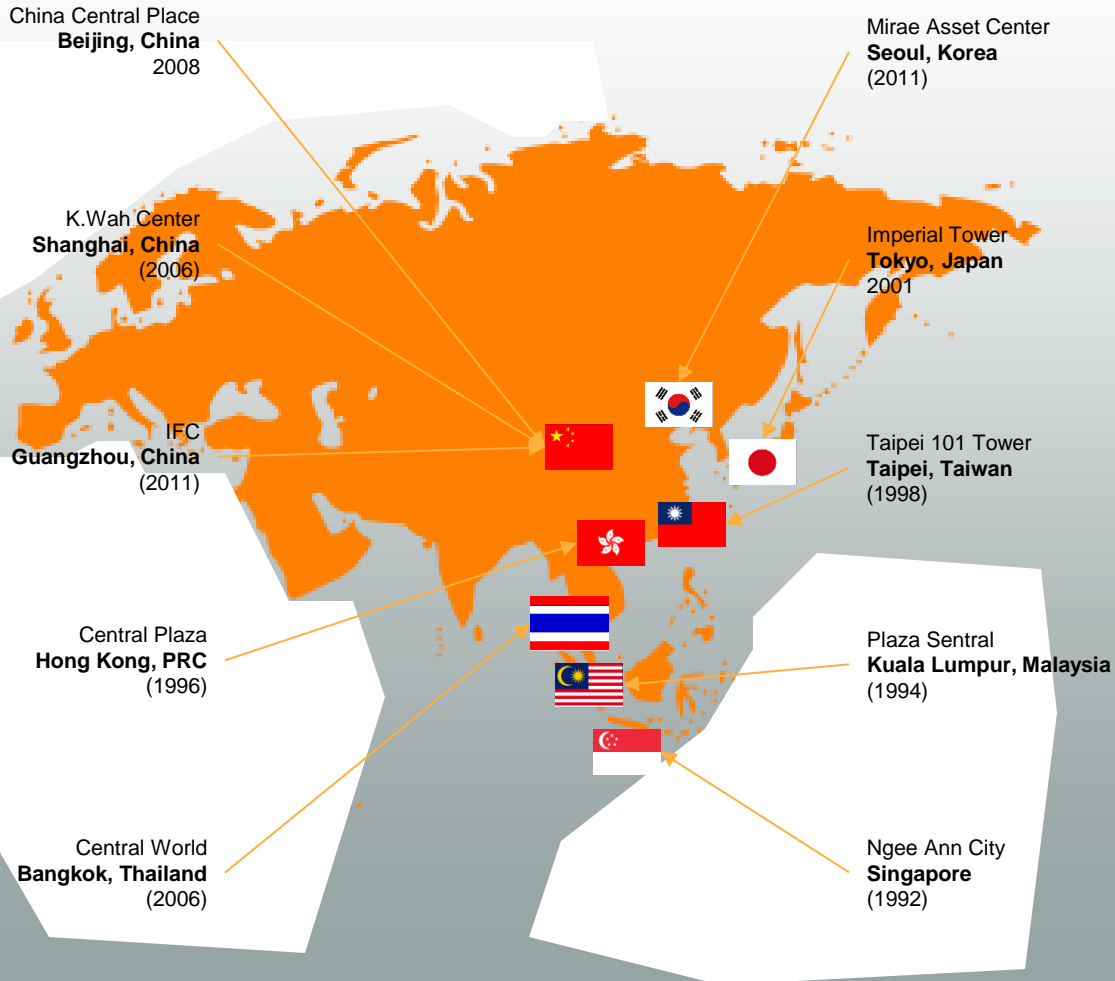 China Central Place
Beijing, China
2008
K.Wah Center
Shanghai, China
(2006)
IFC
Guangzhou, China
(2011)
Central Plaza
Hong Kong, PRC
(1996)
Central World
Bangkok, Thailand
(2006)
Mirae Asset Center
Seoul, Korea
(2011)
Imperial Tower
Tokyo, Japan
2001
Taipei 101 Tower
Taipei, Taiwan
(1998)
Plaza Sentral
Kuala Lumpur, Malaysia
(1994)
Ngee Ann City
Singapore
(1992)